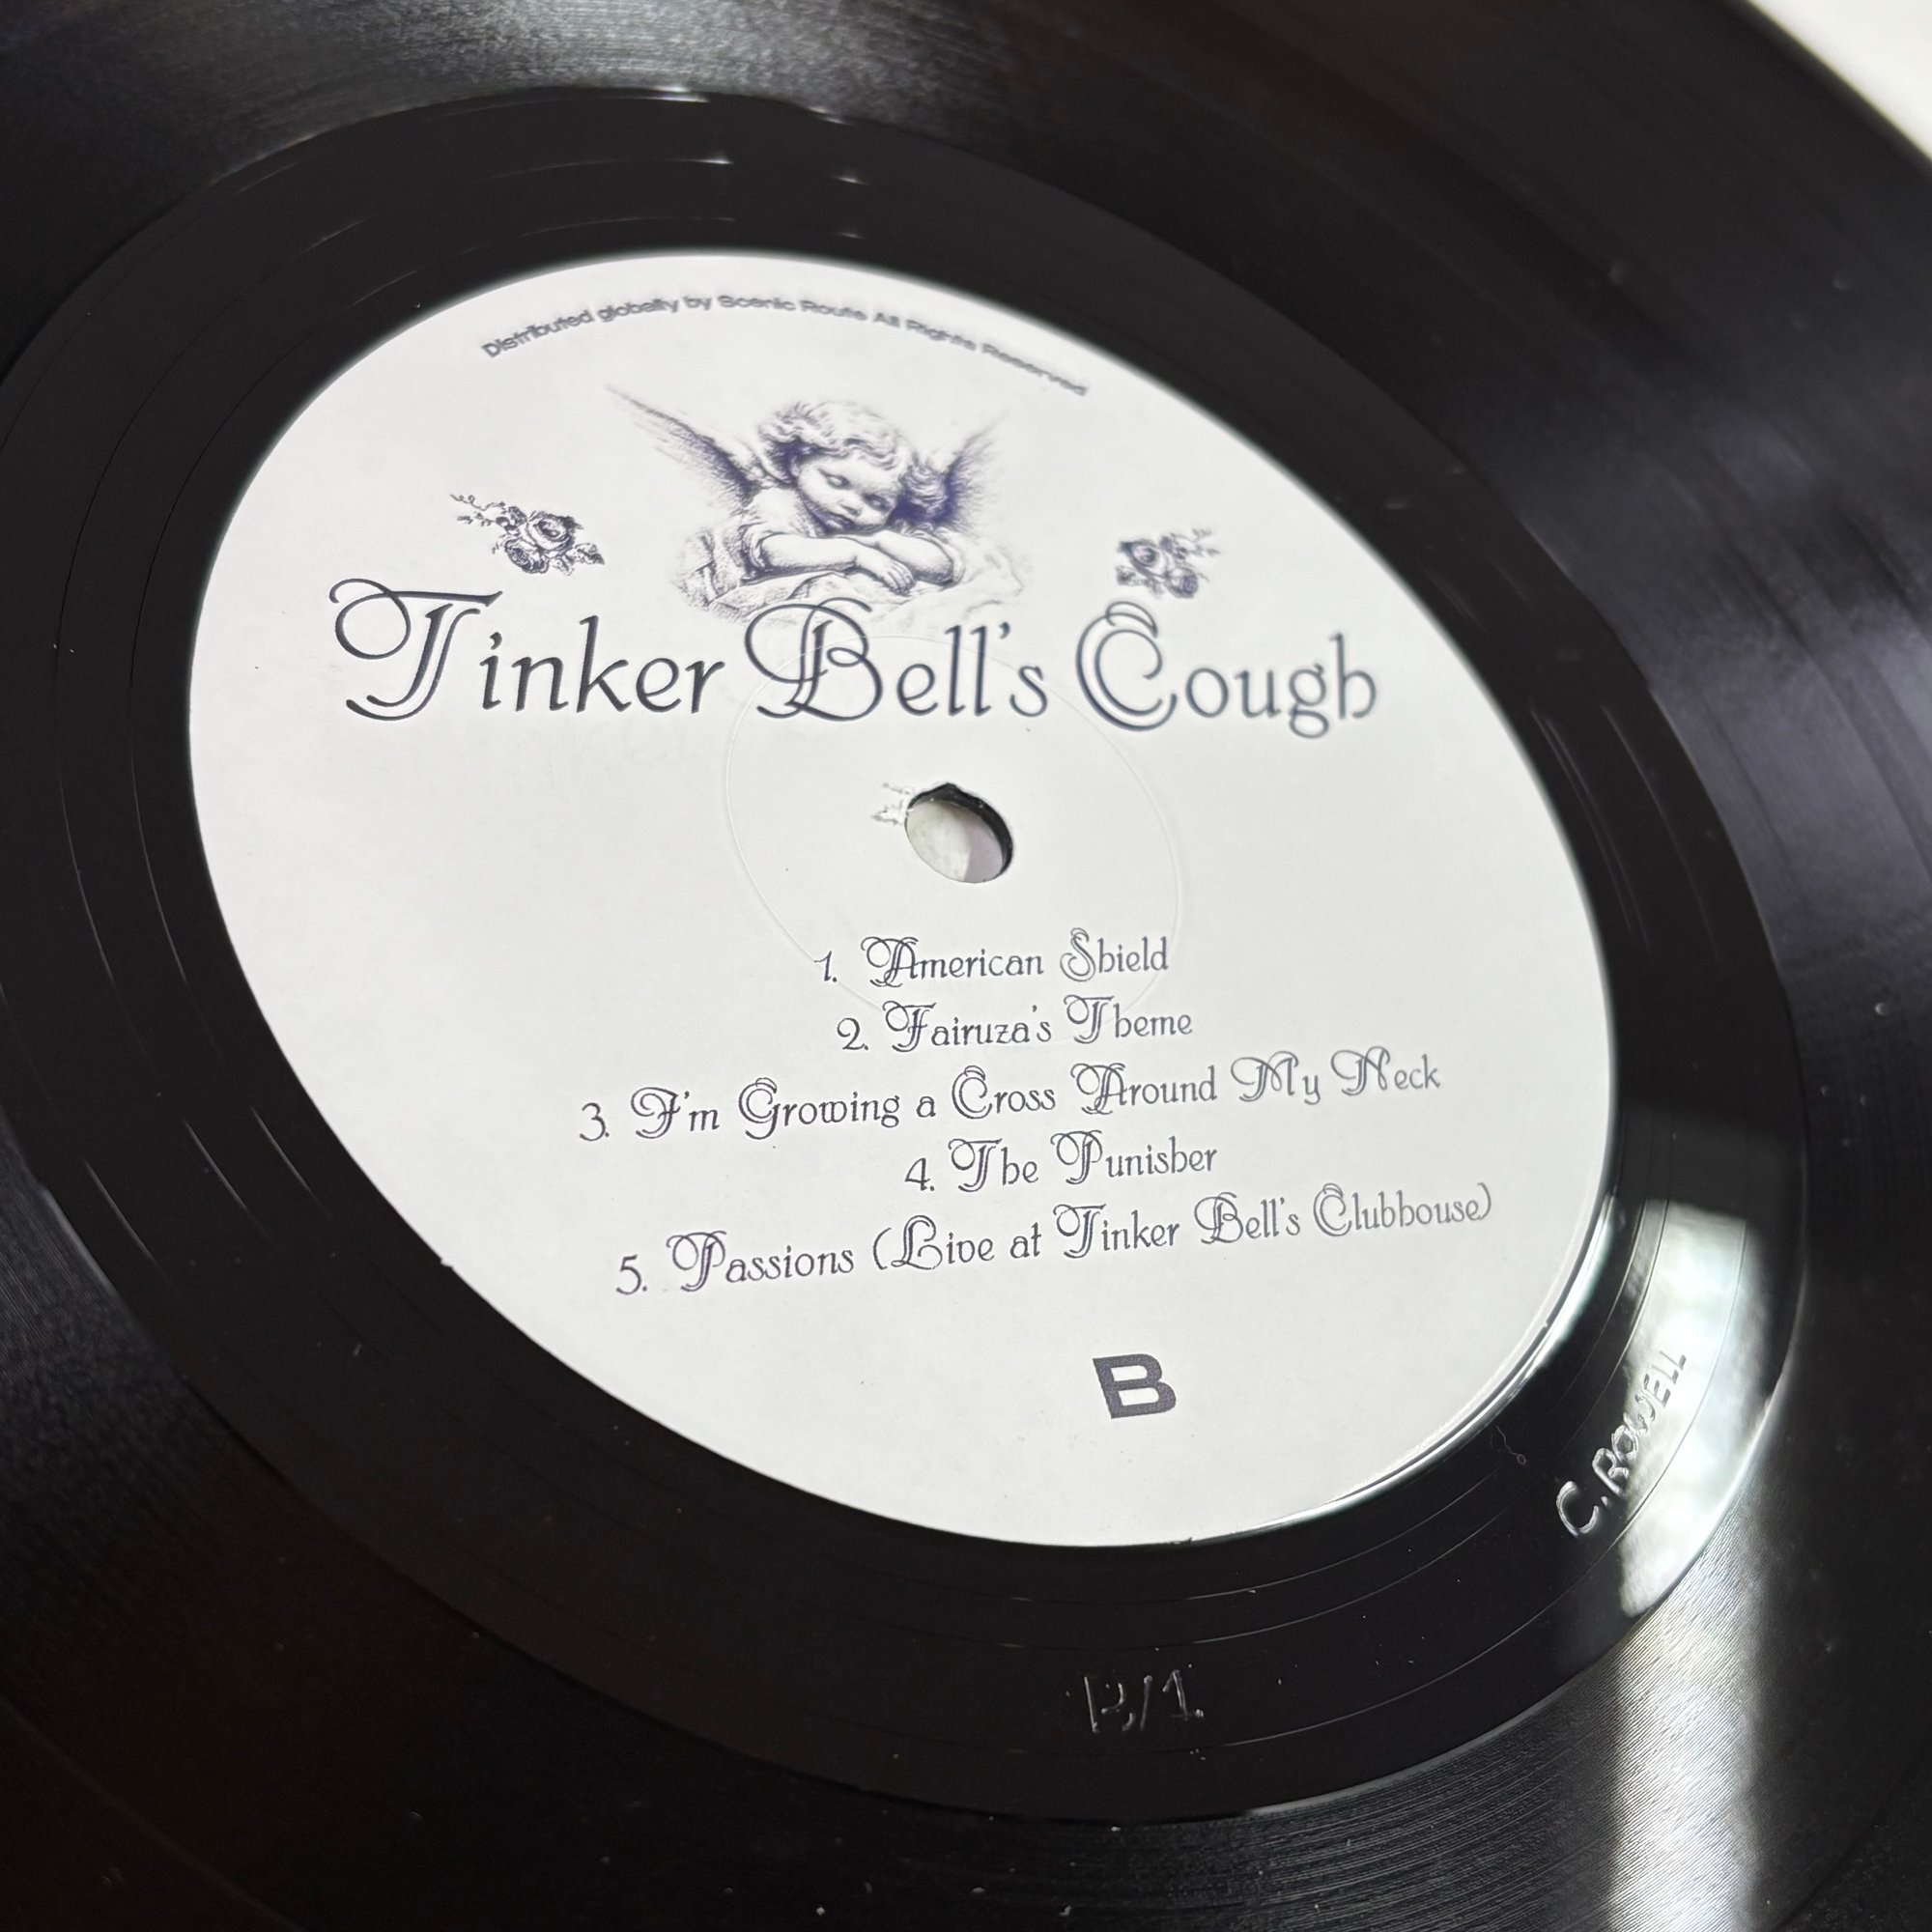 Distributed globally by Scenic Route All Rights Reserved
Tinker Bell's Cough
1. American Shield
2. Fairuza's Theme
3. I'm Growing a Cross Around My Neck
4. The Punisher
5. Passions (Live at Tinker Bell's Clubhouse)
B
C. ROWELL
B/1